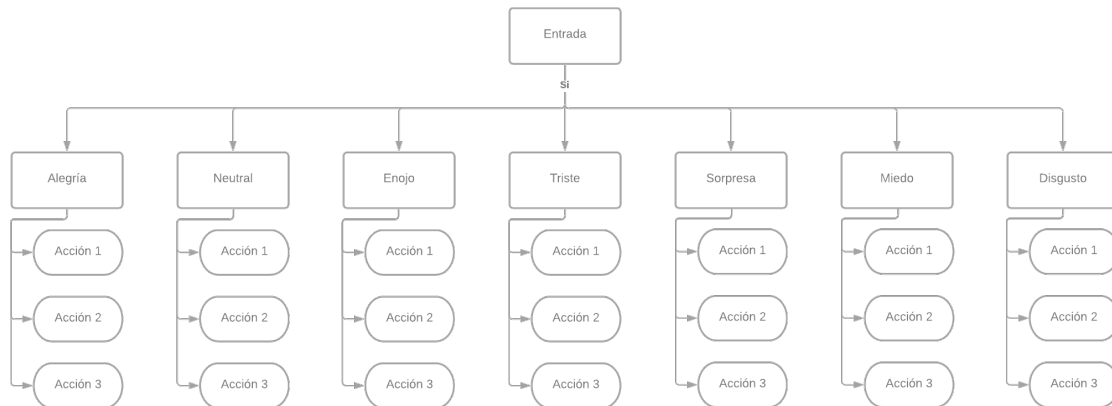 Entrada
Si
Alegría
Neutral
Enojo
Triste
Sorpresa
Miedo
Disgusto
Acción 1
Acción 1
Acción 1
Acción 1
Acción 1
Acción 1
Acción 1
Acción 2
Acción 2
Acción 2
Acción 2
Acción 2
Acción 2
Acción 2
Acción 3
Acción 3
Acción 3
Acción 3
Acción 3
Acción 3
Acción 3